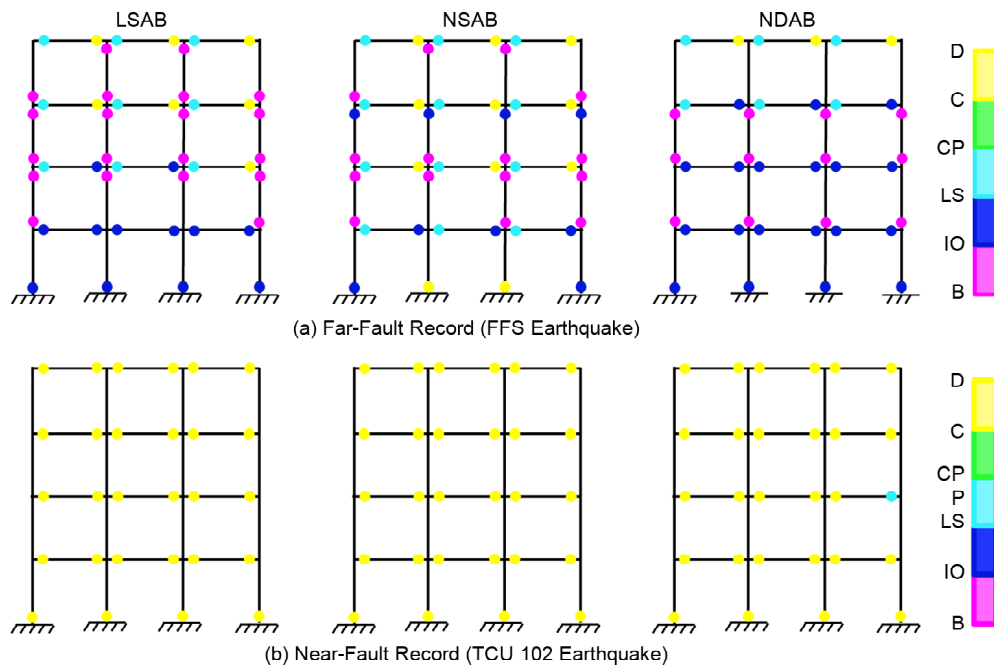 LSAB
NSAB
NDAB
D
C
CP
LS
IO
B
(a) Far-Fault Record (FFS Earthquake)
D
C
CP
P
LS
IO
B
(b) Near-Fault Record (TCU 102 Earthquake)